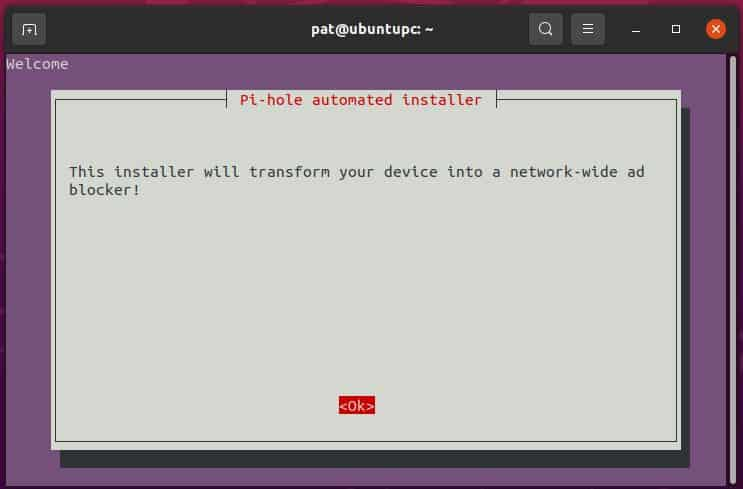 pat@ubuntupc: ~
Welcome
Pi-hole automated installer
This installer will transform your device into a network-wide ad
blocker!
<Ok>